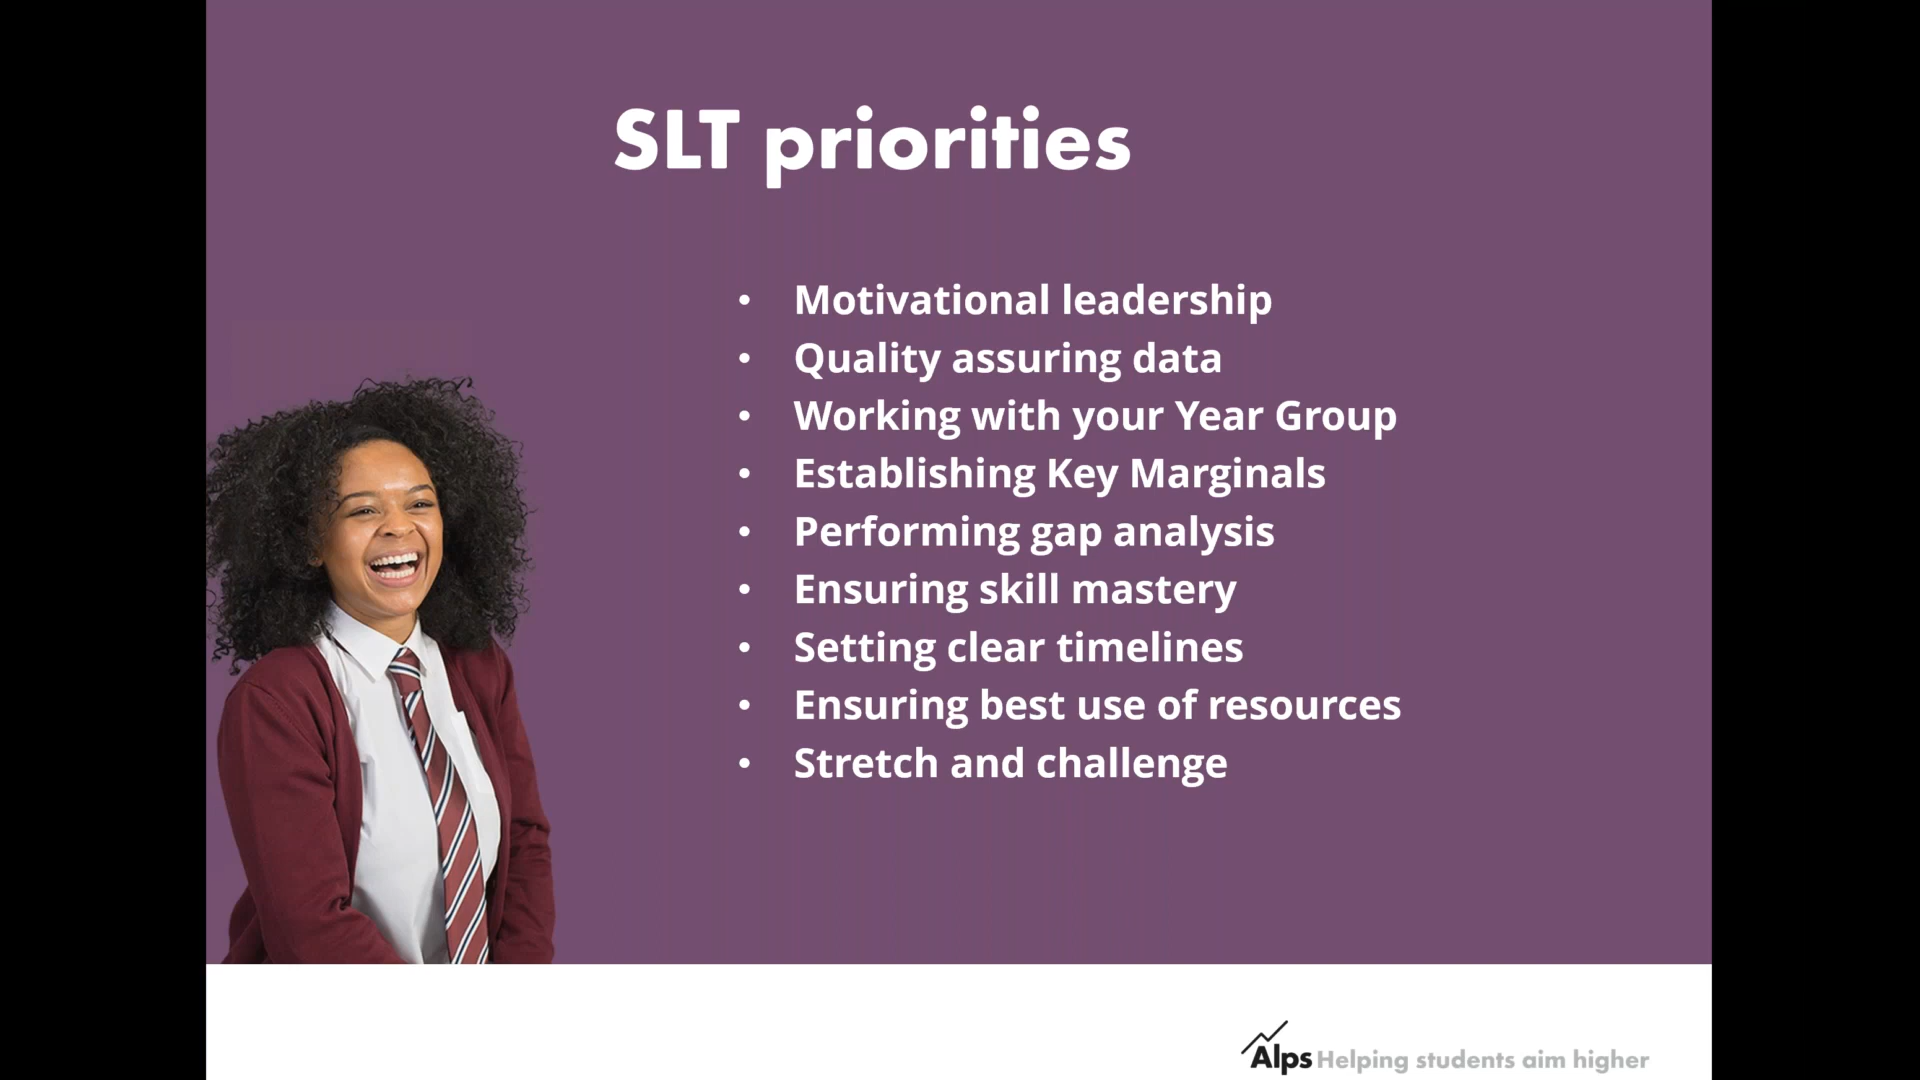 SLT priorities
• Motivational leadership
• Quality assuring data
• Working with your Year Group
• Establishing Key Marginals
• Performing gap analysis
• Ensuring skill mastery
• Setting clear timelines
• Ensuring best use of resources
• Stretch and challenge
Alps Helping students aim higher